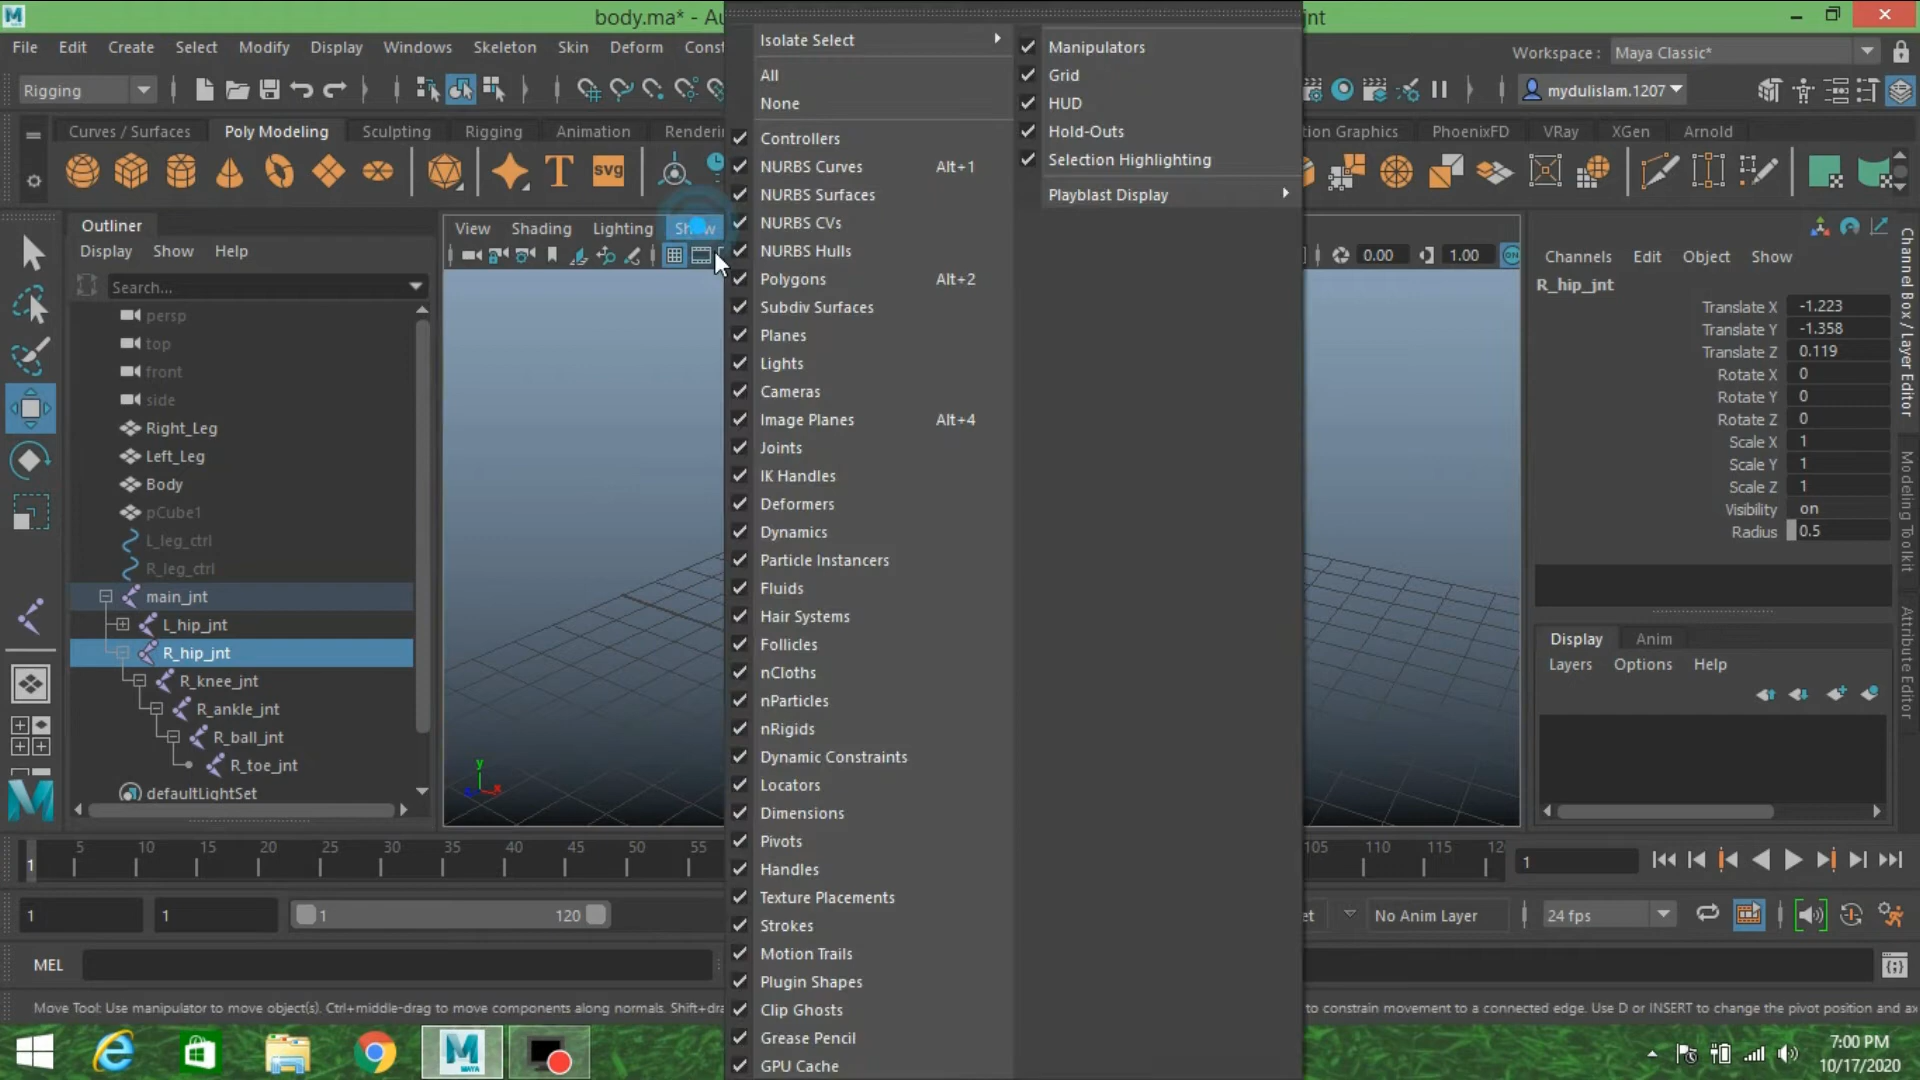 body.ma* - Au
nt
File Edit Create Select Modify Display Windows Skeleton Skin Deform Const
Workspace : Maya Classic*
Rigging
mydulislam.1207
Curves / Surfaces Poly Modeling Sculpting Rigging Animation Renderin
tion Graphics PhoenixFD VRay XGen Arnold
svg
Outliner
Display Show Help
Search...
persp
top
front
side
Right_Leg
Left_Leg
Body
pCube1
L_leg_ctrl
R_leg_ctrl
main_jnt
L_hip_jnt
R_hip_jnt
R_knee_jnt
R_ankle_jnt
R_ball_jnt
R_toe_jnt
defaultLightSet
View Shading Lighting Show
0.00 1.00 ON
y
x
Isolate Select
All
None
Controllers
NURBS Curves Alt+1
NURBS Surfaces
NURBS CVs
NURBS Hulls
Polygons Alt+2
Subdiv Surfaces
Planes
Lights
Cameras
Image Planes Alt+4
Joints
IK Handles
Deformers
Dynamics
Particle Instancers
Fluids
Hair Systems
Follicles
nCloths
nParticles
nRigids
Dynamic Constraints
Locators
Dimensions
Pivots
Handles
Texture Placements
Strokes
Motion Trails
Plugin Shapes
Clip Ghosts
Grease Pencil
GPU Cache
Manipulators
Grid
HUD
Hold-Outs
Selection Highlighting
Playblast Display
Channels Edit Object Show
R_hip_jnt
Translate X -1.223
Translate Y -1.358
Translate Z 0.119
Rotate X 0
Rotate Y 0
Rotate Z 0
Scale X 1
Scale Y 1
Scale Z 1
Visibility on
Radius 0.5
Display Anim
Layers Options Help
Channel Box / Layer Editor
Modeling Toolkit
Attribute Editor
1 5 10 15 20 25 30 35 40 45 50 55
105 110 115 12
1
1 1 1 120
et No Anim Layer 24 fps
MEL
Move Tool: Use manipulator to move object(s). Ctrl+middle-drag to move components along normals. Shift+dra
to constrain movement to a connected edge. Use D or INSERT to change the pivot position and ax
MAYA
7:00 PM
10/17/2020